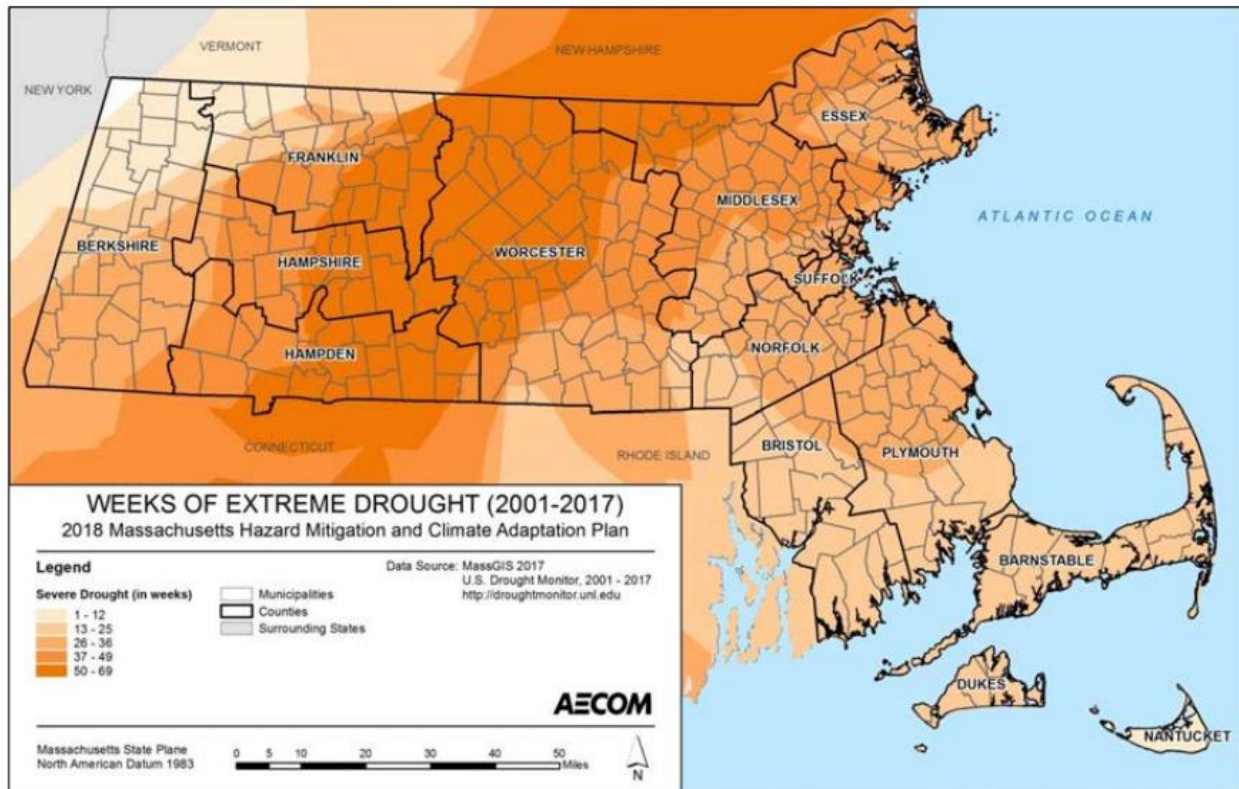 VERMONT
NEW HAMPSHIRE
NEW YORK
ESSEX
FRANKLIN
MIDDLESEX
ATLANTIC OCEAN
BERKSHIRE
HAMPSHIRE
WORCESTER
SUFFOLK
HAMPDEN
NORFOLK
CONNECTICUT
RHODE ISLAND
BRISTOL
PLYMOUTH
BARNSTABLE
DUKES
NANTUCKET
WEEKS OF EXTREME DROUGHT (2001-2017)
2018 Massachusetts Hazard Mitigation and Climate Adaptation Plan
Legend
Severe Drought (in weeks)
1 - 12
13 - 25
26 - 36
37 - 49
50 - 69
Municipalities
Counties
Surrounding States
Data Source: MassGIS 2017
U.S. Drought Monitor, 2001 - 2017
http://droughtmonitor.unl.edu
AECOM
Massachusetts State Plane
North American Datum 1983
0 5 10 20 30 40 50
Miles
N